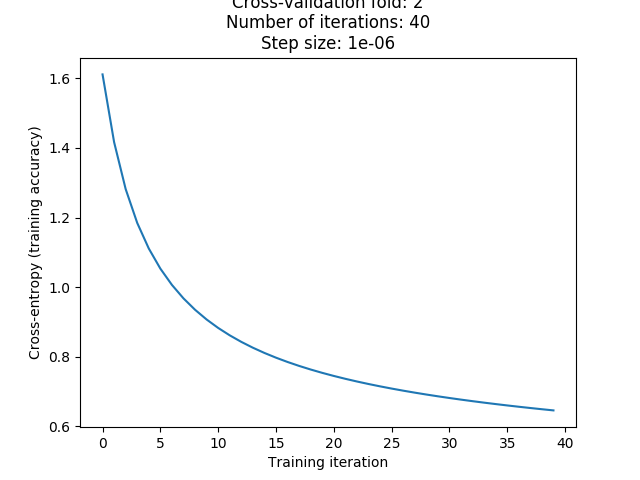 Cross-validation fold: 2
Number of iterations: 40
Step size: 1e-06
1.6
1.4
1.2
1.0
0.8
0.6
Cross-entropy (training accuracy)
0 5 10 15 20 25 30 35 40
Training iteration